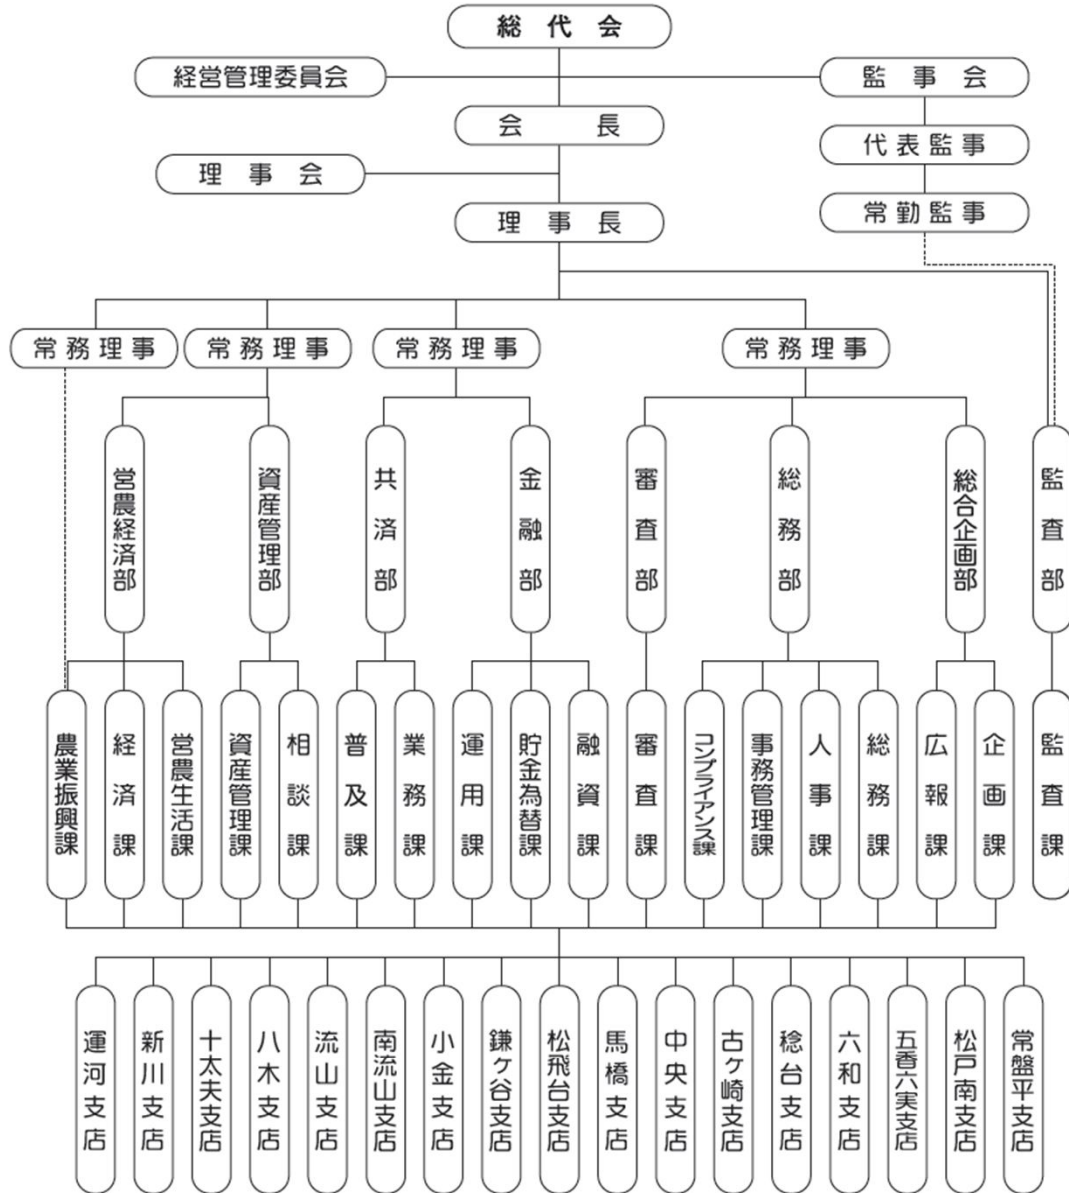 総代会
経営管理委員会
監事会
会長
代表監事
理事会
理事長
常勤監事
常務理事
常務理事
常務理事
常務理事
営農経済部
資産管理部
共済部
金融部
審査部
総務部
総合企画部
監査部
農業振興課
経済課
営農生活課
資産管理課
相談課
普及課
業務課
運用課
貯金為替課
融資課
審査課
コンプライアンス課
事務管理課
人事課
総務課
広報課
企画課
監査課
運河支店
新川支店
十太夫支店
八木支店
流山支店
南流山支店
小金支店
鎌ケ谷支店
松飛台支店
馬橋支店
中央支店
古ケ崎支店
稔台支店
六和支店
五香六実支店
松戸南支店
常盤平支店